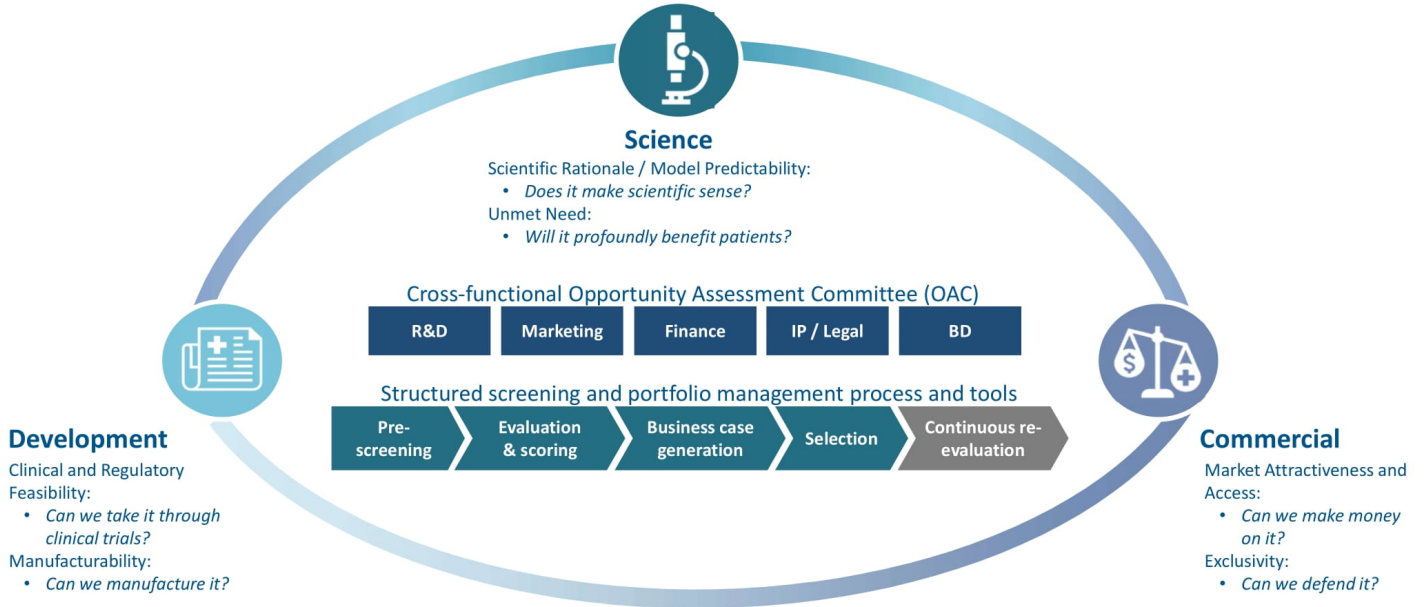 Science
Scientific Rationale / Model Predictability:
• Does it make scientific sense?
Unmet Need:
• Will it profoundly benefit patients?
Cross-functional Opportunity Assessment Committee (OAC)
R&D
Marketing
Finance
IP / Legal
BD
Structured screening and portfolio management process and tools
Pre-
screening
Evaluation
& scoring
Business case
generation
Selection
Continuous re-
evaluation
Development
Clinical and Regulatory
Feasibility:
• Can we take it through
clinical trials?
Manufacturability:
• Can we manufacture it?
$
Commercial
Market Attractiveness and
Access:
• Can we make money
on it?
Exclusivity:
• Can we defend it?